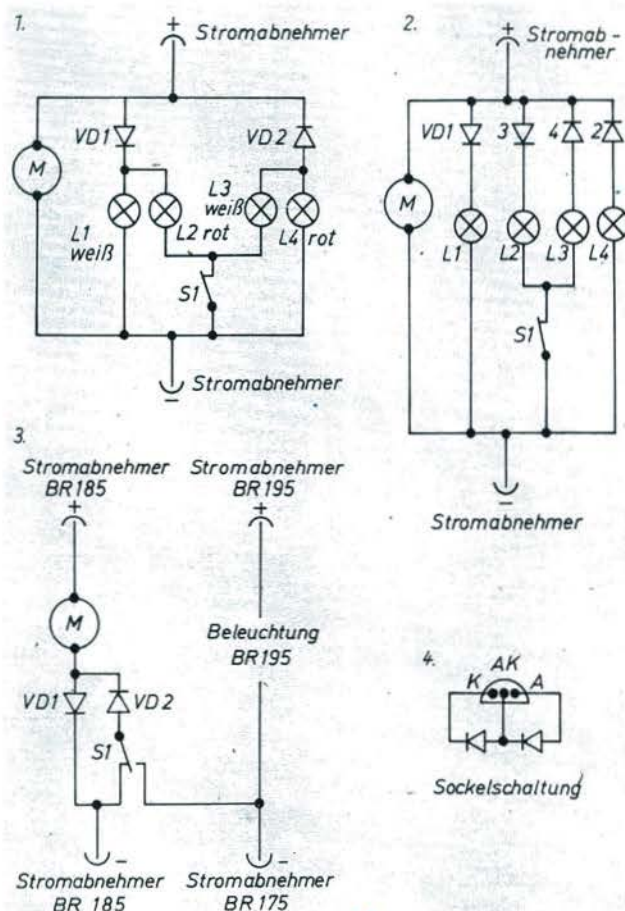 1.
+
Stromabnehmer
VD1
VD2
M
L1
weiß
L2 rot
L3
weiß
L4 rot
S1
−
Stromabnehmer
2.
+
Stromab-
nehmer
VD1
3
4
2
M
L1
L2
L3
L4
S1
−
Stromabnehmer
3.
Stromabnehmer
BR185
+
Stromabnehmer
BR195
+
M
VD1
VD2
S1
Beleuchtung
BR195
−
Stromabnehmer
BR 185
−
Stromabnehmer
BR175
4.
K
AK
A
Sockelschaltung